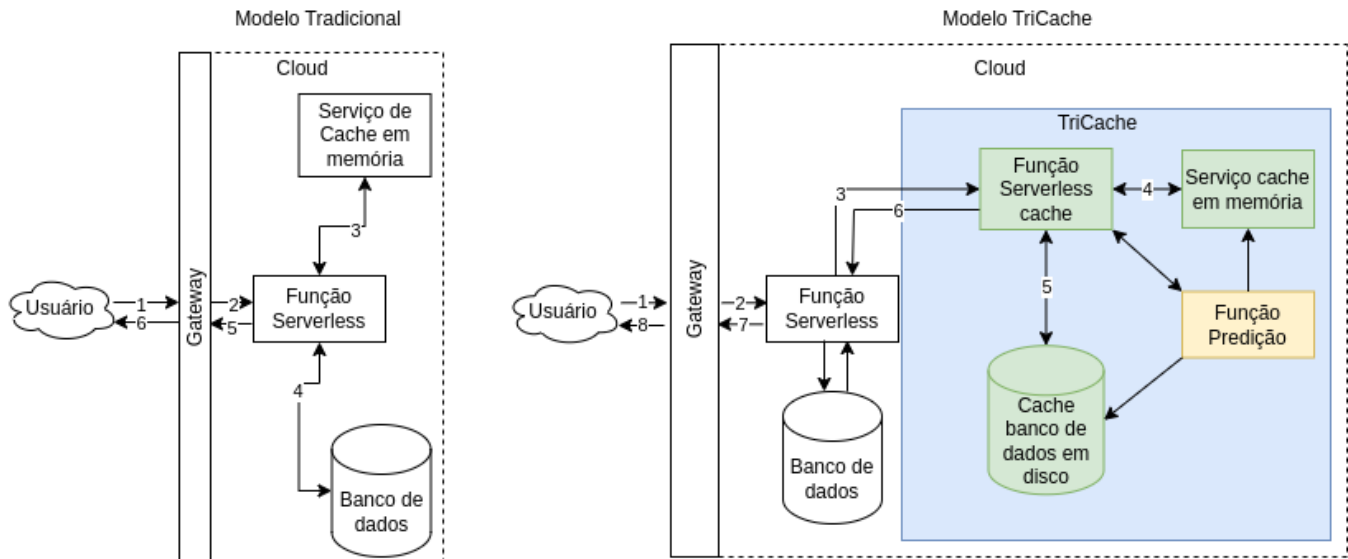 Modelo Tradicional
Cloud
Serviço de
Cache em
memória
3
Usuário
1
6
Gateway
2
5
Função
Serverless
4
Banco de
dados
Modelo TriCache
Cloud
TriCache
Função
Serverless
cache
4
Serviço cache
em memória
3
6
5
Usuário
1
8
Gateway
2
7
Função
Serverless
Função
Predição
Banco de
dados
Cache
banco de
dados em
disco